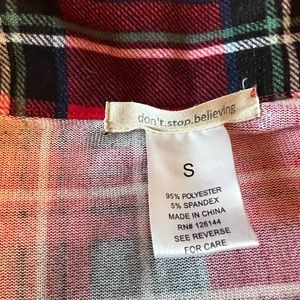 don't.stop.believing
S
95% POLYESTER
5% SPANDEX
MADE IN CHINA
RN# 126144
SEE REVERSE
FOR CARE